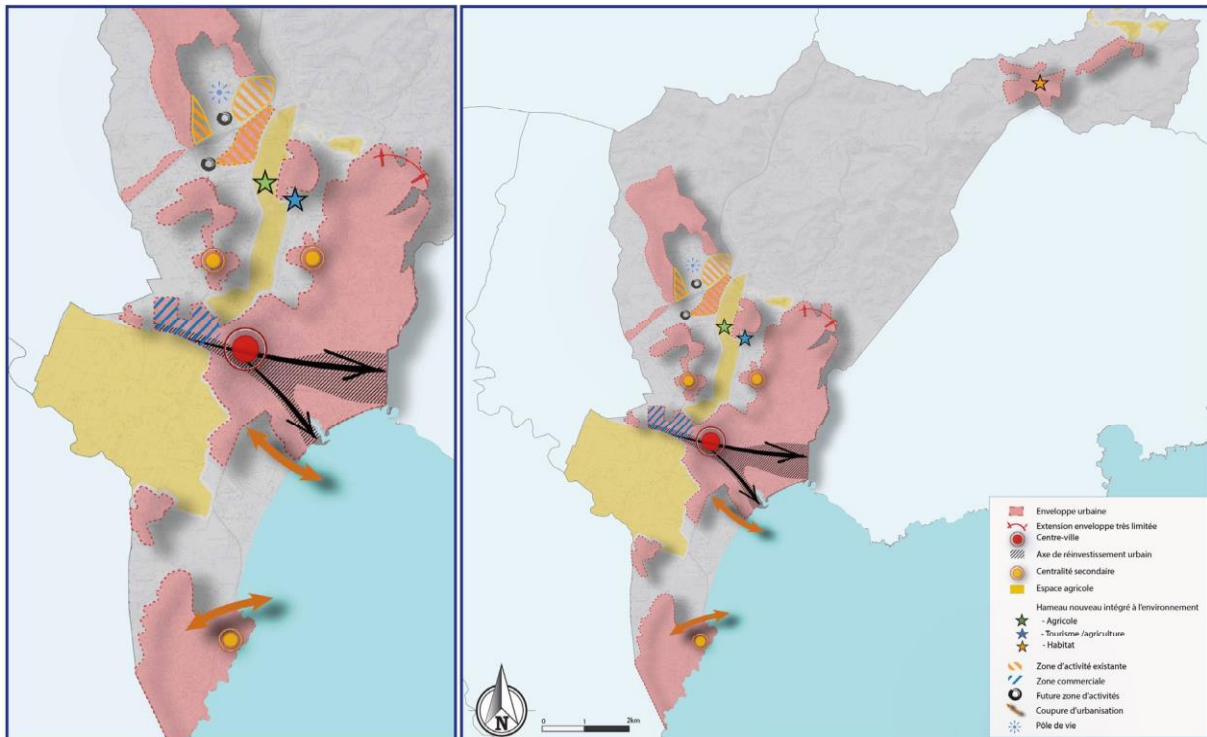 Enveloppe urbaine
Extension enveloppe très limitée
Centre-ville
Axe de réinvestissement urbain
Centralité secondaire
Espace agricole
Hameau nouveau intégré à l'environnement
- Agricole
- Tourisme /agriculture
- Habitat
Zone d'activité existante
Zone commerciale
Future zone d'activités
Coupure d'urbanisation
Pôle de vie
N
0 1 2km